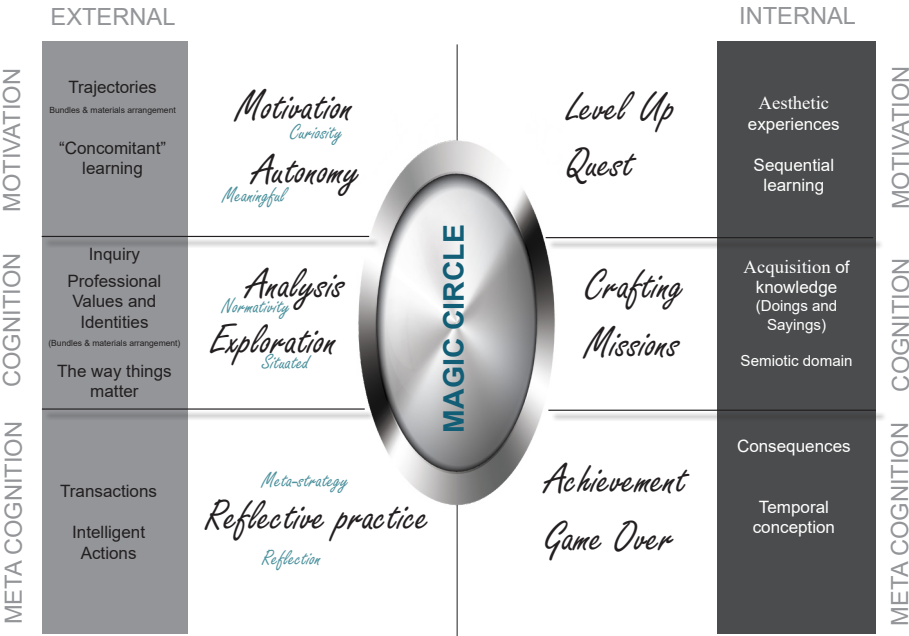 EXTERNAL
INTERNAL
MOTIVATION
Trajectories
Bundles & materials arrangement
“Concomitant”
learning
Motivation
Curiosity
Autonomy
Meaningful
Level Up
Quest
Aesthetic
experiences
Sequential
learning
MOTIVATION
MAGIC CIRCLE
COGNITION
Inquiry
Professional
Values and
Identities
(Bundles & materials arrangement)
The way things
matter
Analysis
Normativity
Exploration
Situated
Crafting
Missions
Acquisition of
knowledge
(Doings and
Sayings)
Semiotic domain
COGNITION
META COGNITION
Transactions
Intelligent
Actions
Meta-strategy
Reflective practice
Reflection
Achievement
Game Over
Consequences
Temporal
conception
META COGNITION